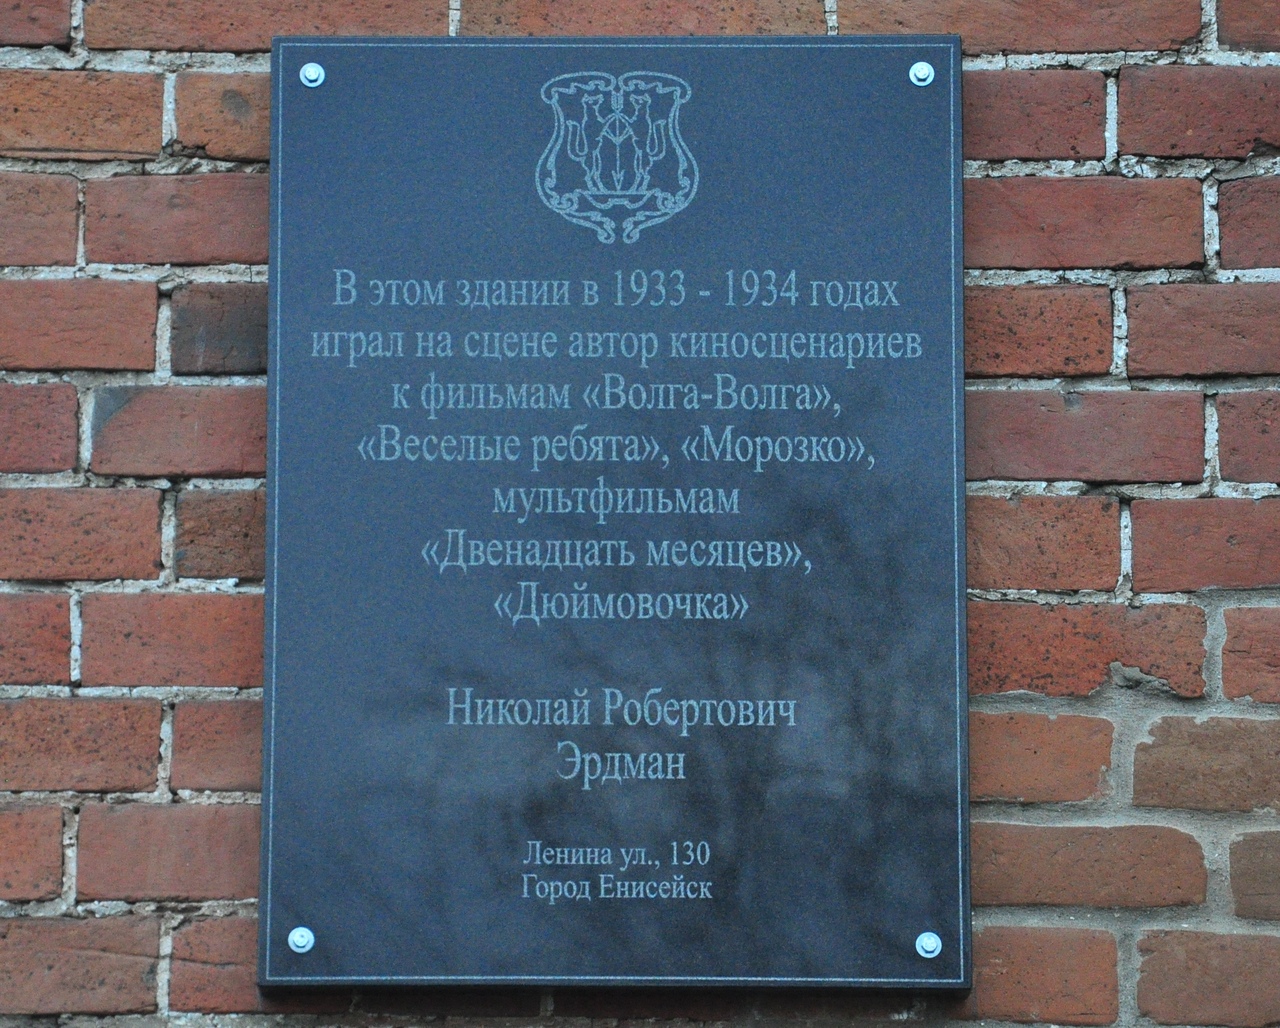 В этом здании в 1933 - 1934 годах
играл на сцене автор киносценариев
к фильмам «Волга-Волга»,
«Веселые ребята», «Морозко»,
мультфильмам
«Двенадцать месяцев»,
«Дюймовочка»
Николай Робертович
Эрдман
Ленина ул., 130
Город Енисейск